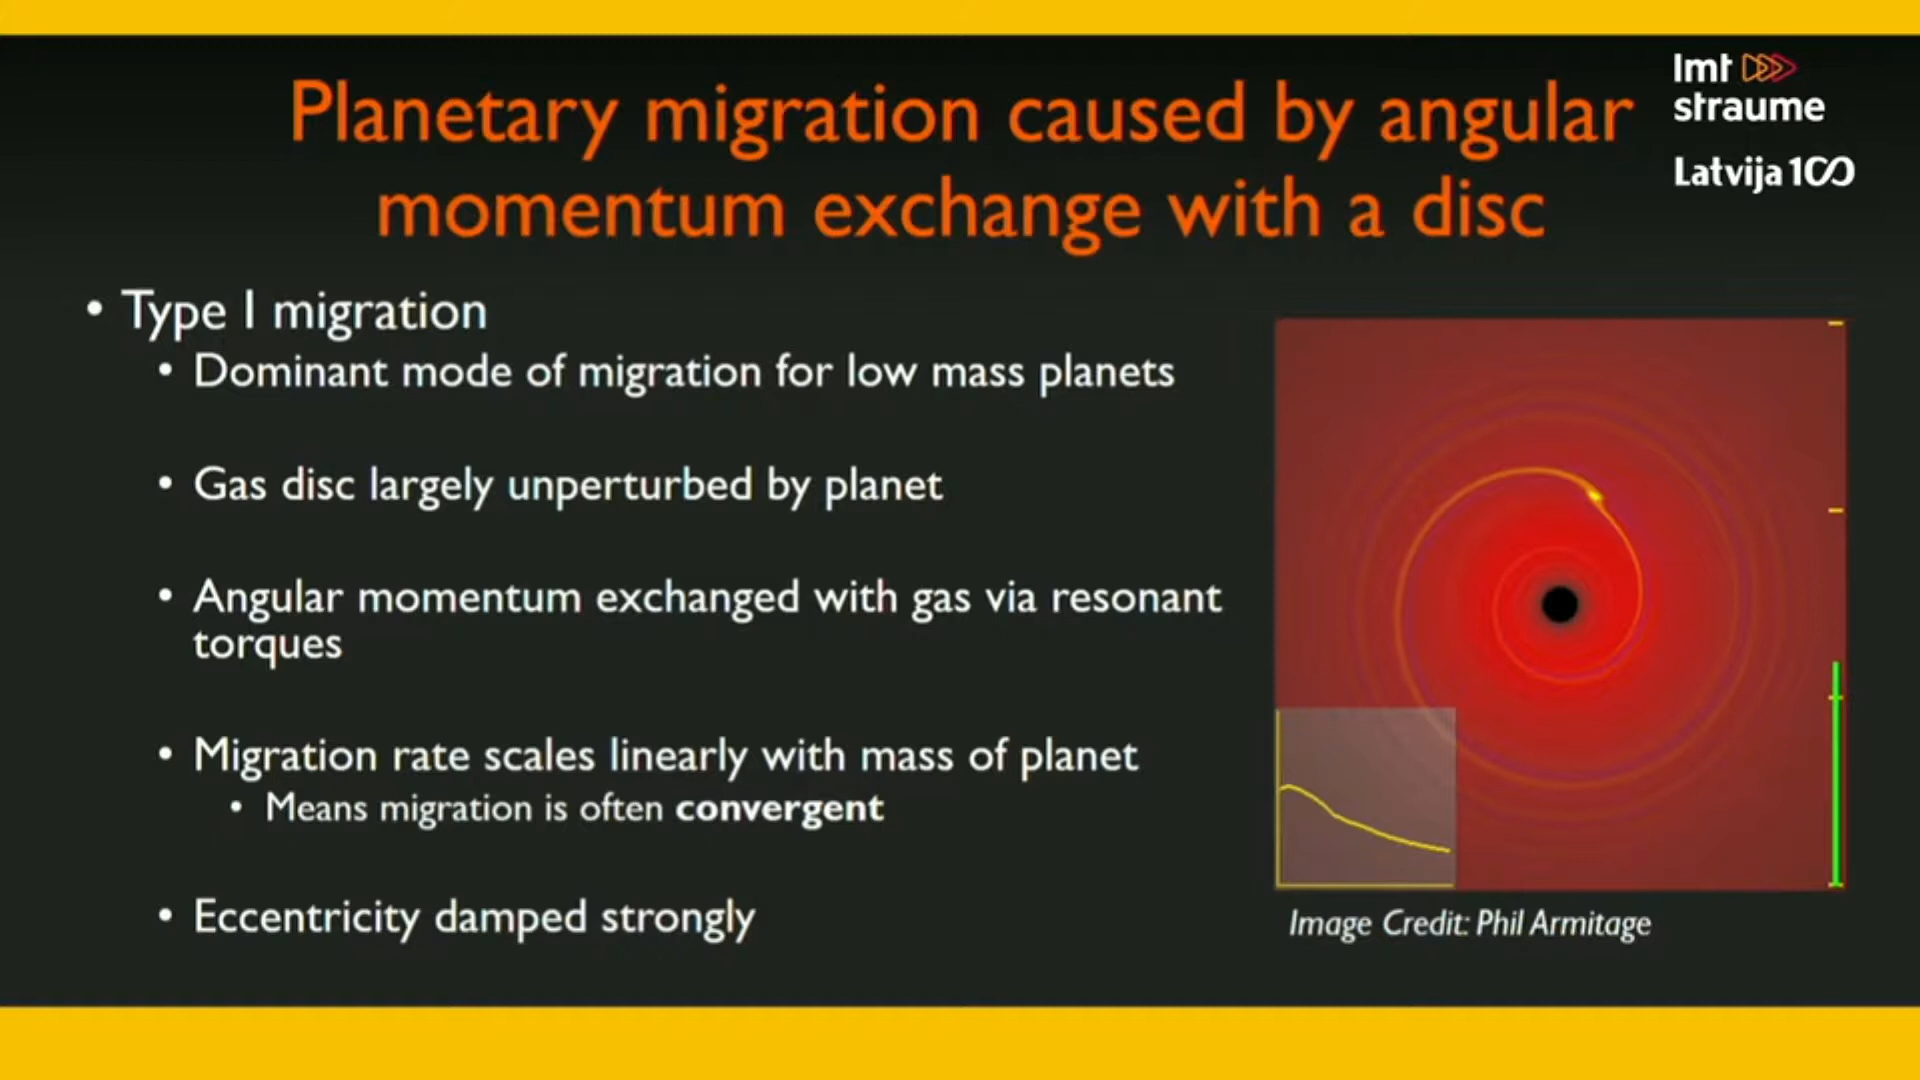 Planetary migration caused by angular
momentum exchange with a disc
lmt
straume
Latvija100
• Type I migration
• Dominant mode of migration for low mass planets
• Gas disc largely unperturbed by planet
• Angular momentum exchanged with gas via resonant
torques
• Migration rate scales linearly with mass of planet
• Means migration is often convergent
• Eccentricity damped strongly
Image Credit: Phil Armitage